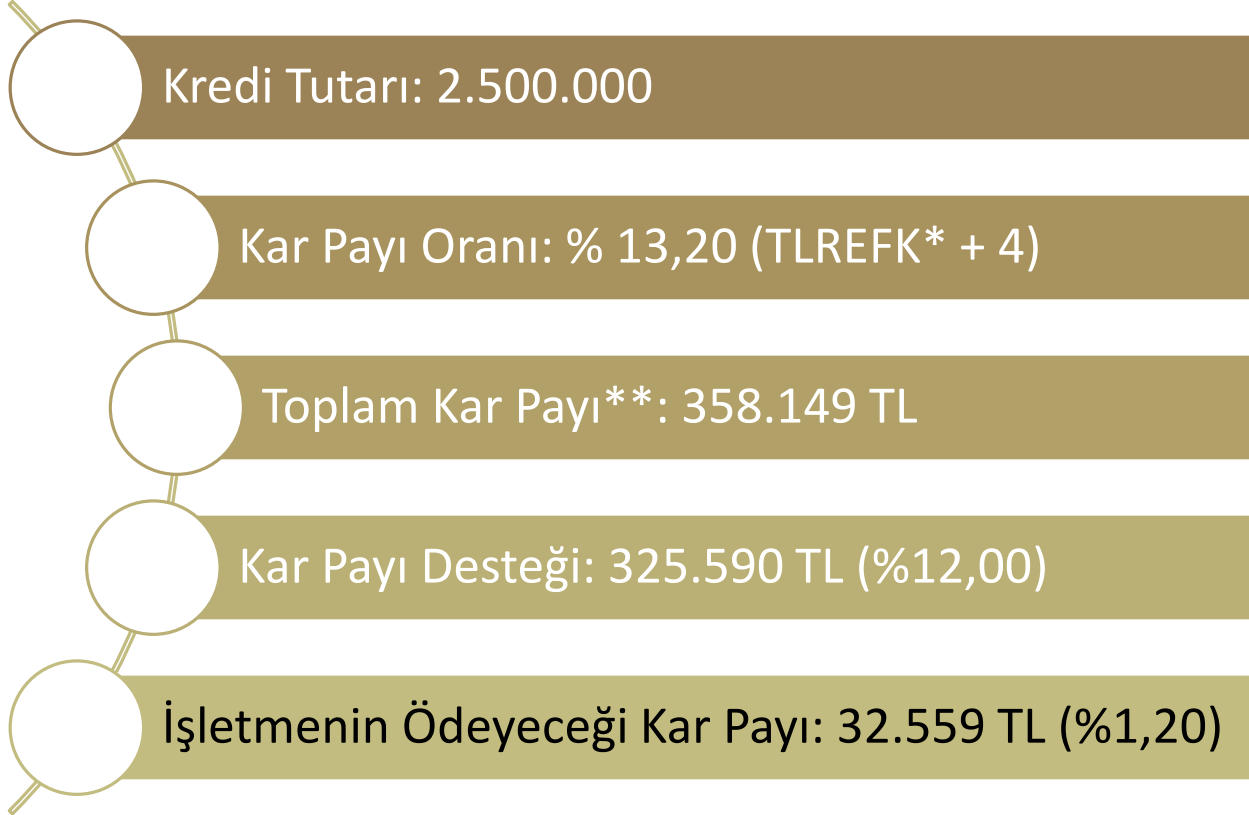 Kredi Tutarı: 2.500.000
Kar Payı Oranı: % 13,20 (TLREFK* + 4)
Toplam Kar Payı**: 358.149 TL
Kar Payı Desteği: 325.590 TL (%12,00)
İşletmenin Ödeyeceği Kar Payı: 32.559 TL (%1,20)